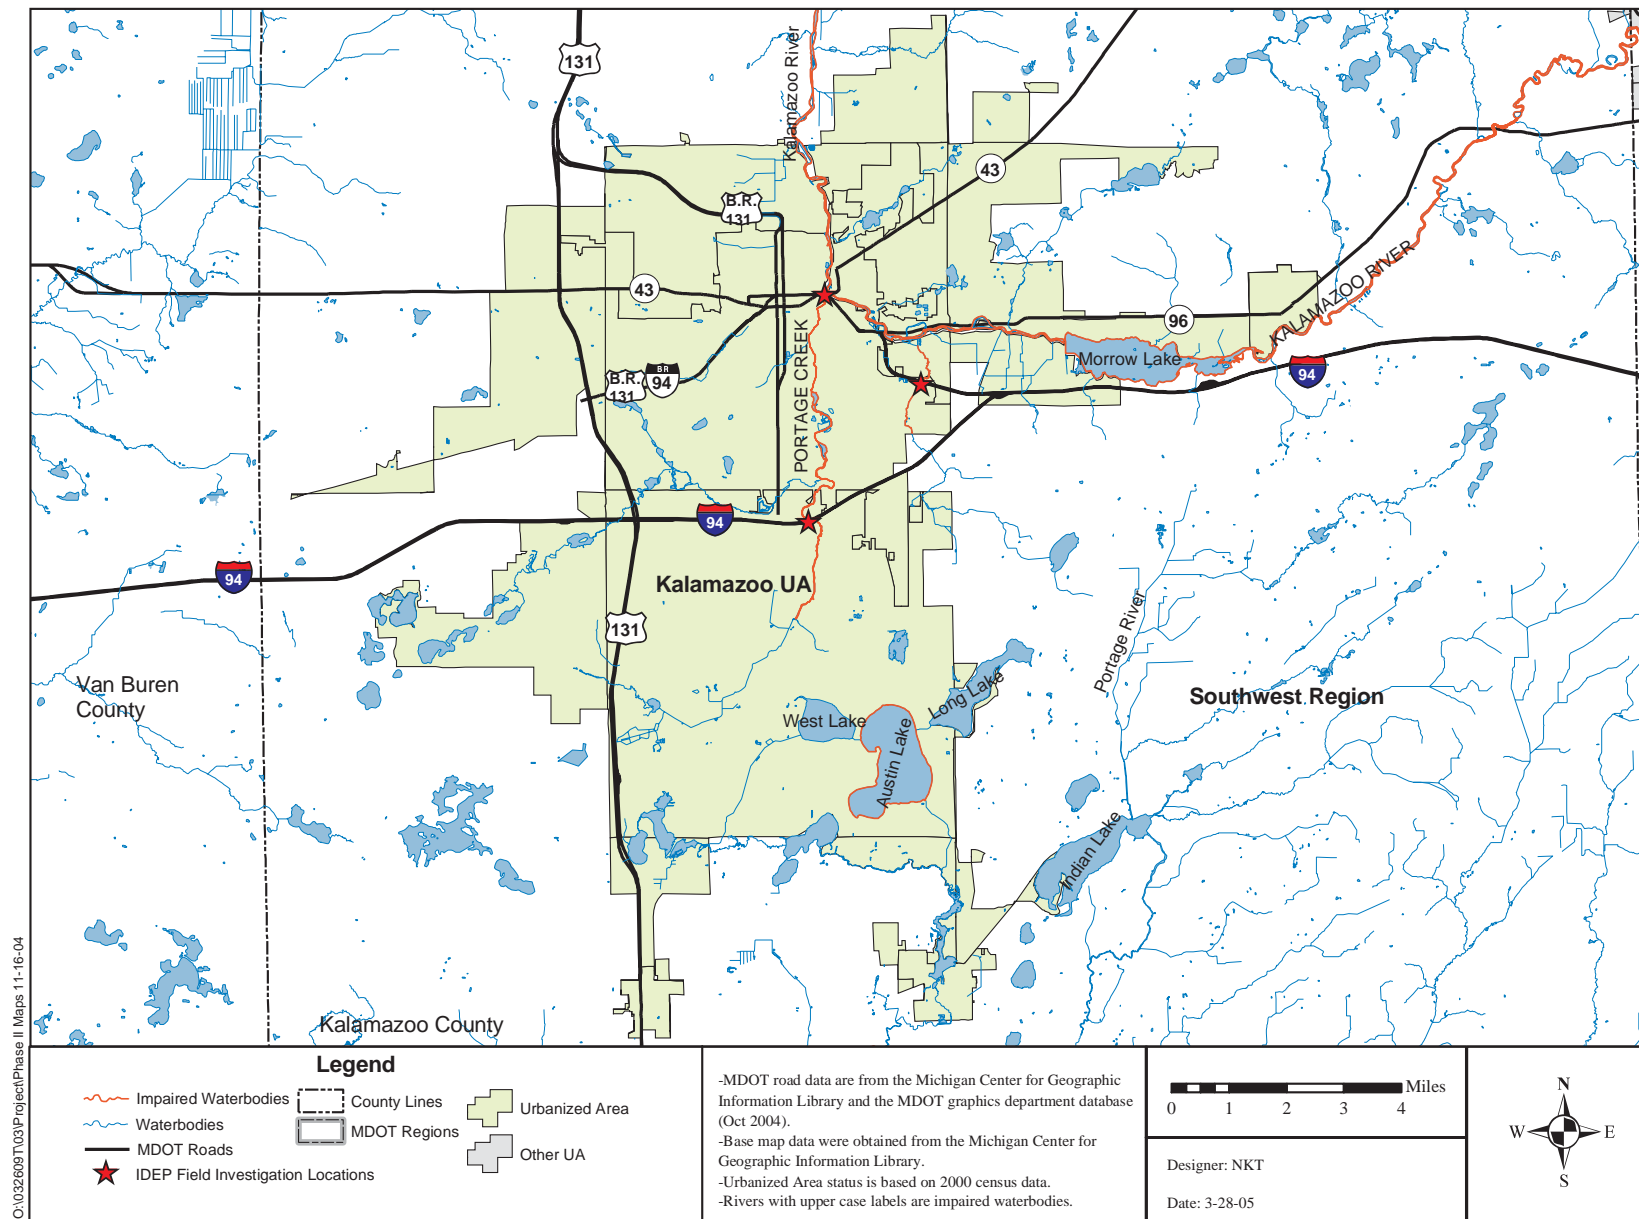 131
Kalamazoo River
43
B.R.
131
43
96
KALAMAZOO RIVER
Morrow Lake
94
B.R.
131
BR
94
PORTAGE CREEK
94
94
Kalamazoo UA
131
Portage River
Van Buren
County
Southwest Region
Long Lake
West Lake
Austin Lake
Indian Lake
Kalamazoo County
O:\032609T\03\Project\Phase II Maps 11-16-04
Legend
Impaired Waterbodies
Waterbodies
MDOT Roads
IDEP Field Investigation Locations
County Lines
MDOT Regions
Urbanized Area
Other UA
-MDOT road data are from the Michigan Center for Geographic
Information Library and the MDOT graphics department database
(Oct 2004).
-Base map data were obtained from the Michigan Center for
Geographic Information Library.
-Urbanized Area status is based on 2000 census data.
-Rivers with upper case labels are impaired waterbodies.
Miles
0 1 2 3 4
Designer: NKT
Date: 3-28-05
N
W E
S